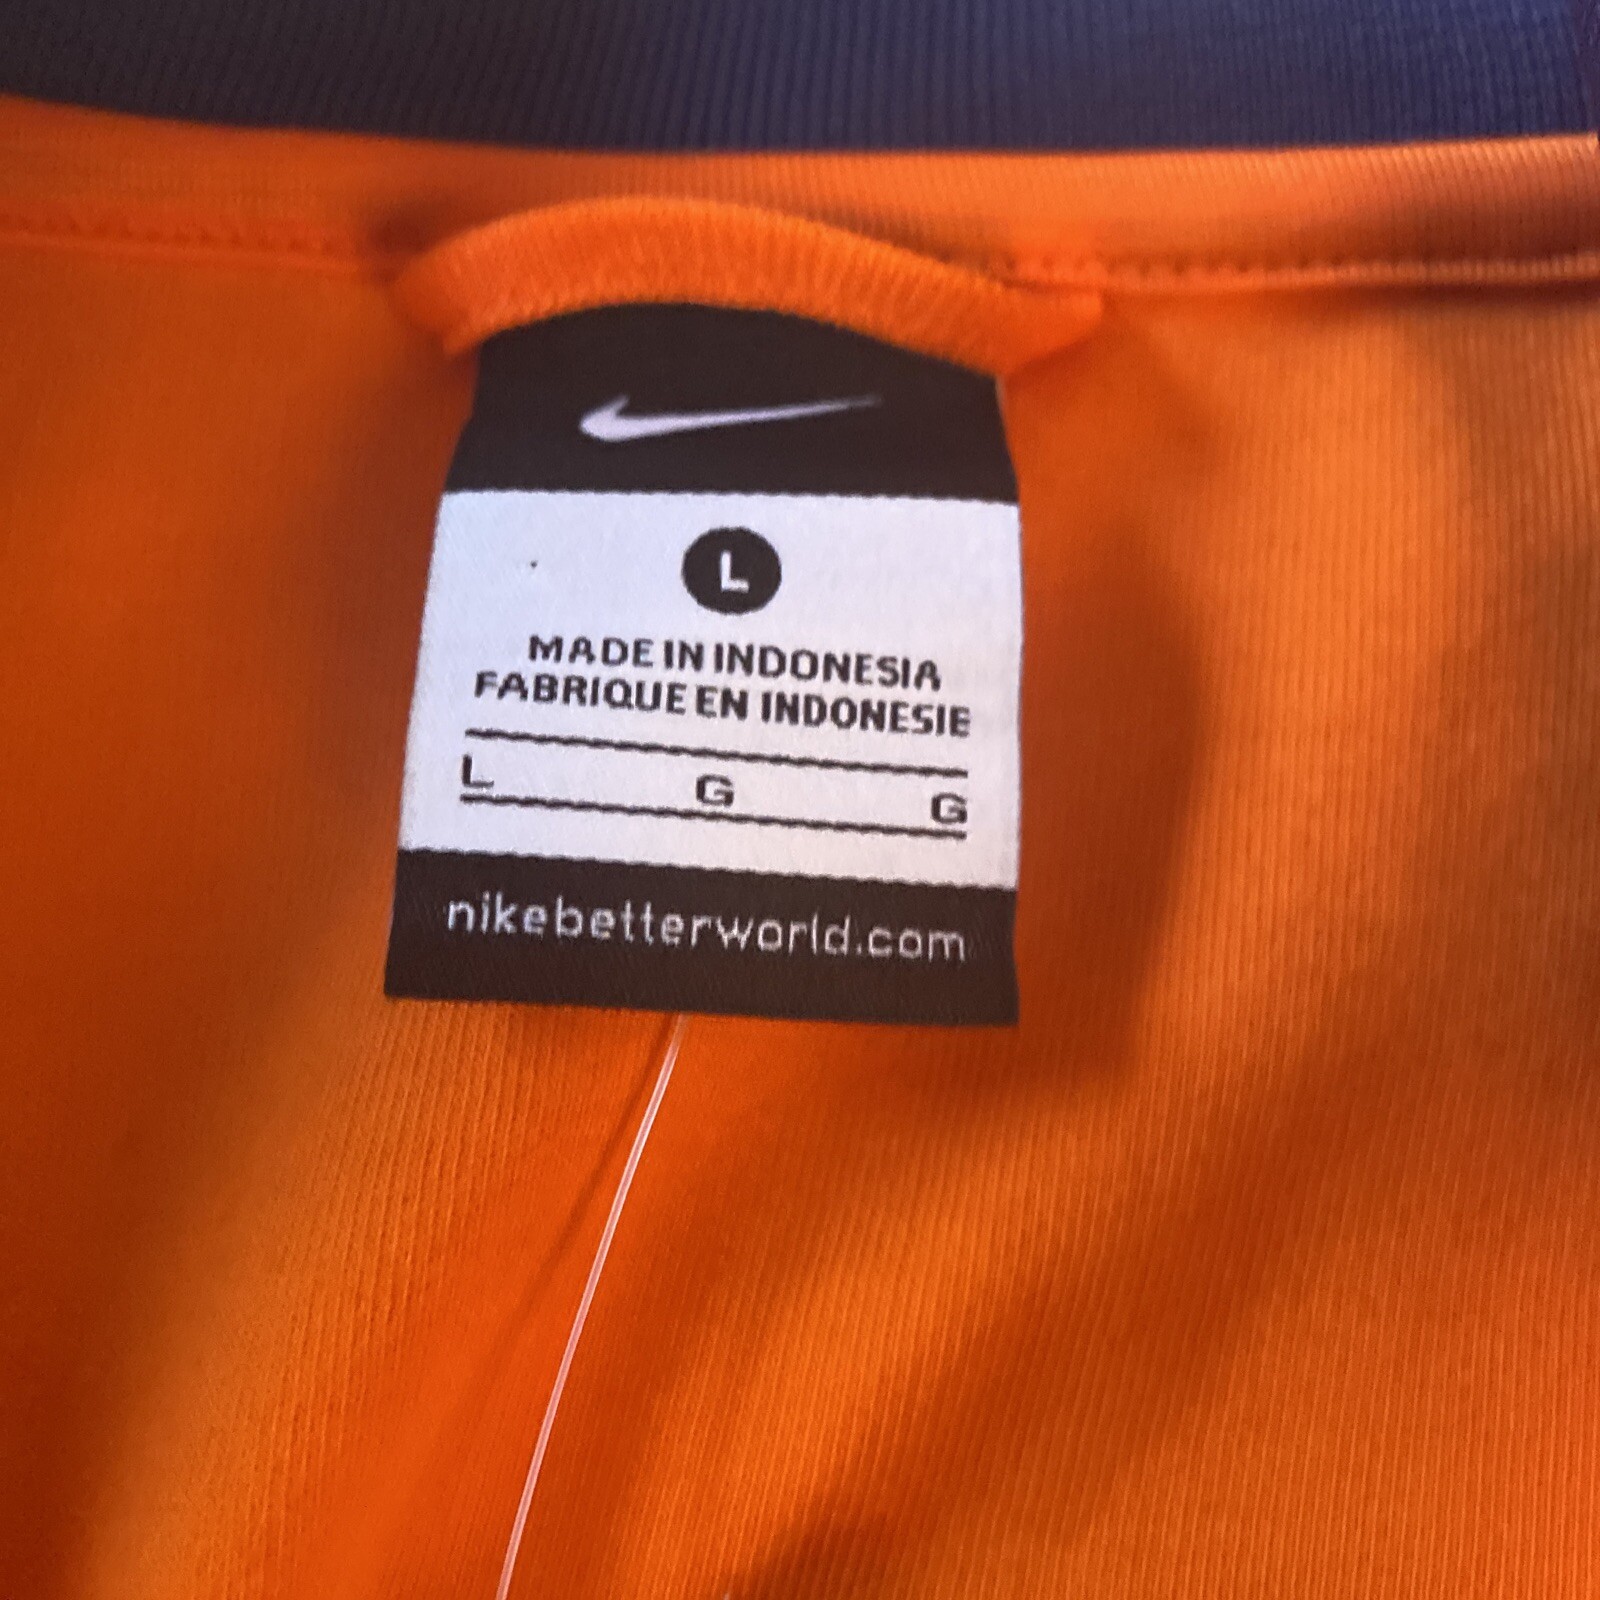 L
MADE IN INDONESIA
FABRIQUE EN INDONESIE
L G G
nikebetterworld.com